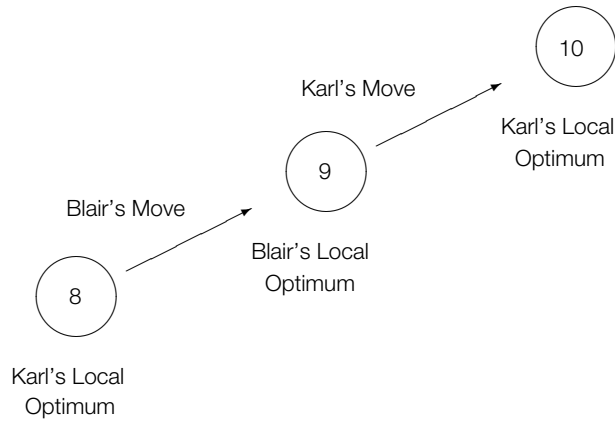 10
Karl's Move
Karl's Local
Optimum
9
Blair's Move
Blair's Local
Optimum
8
Karl's Local
Optimum